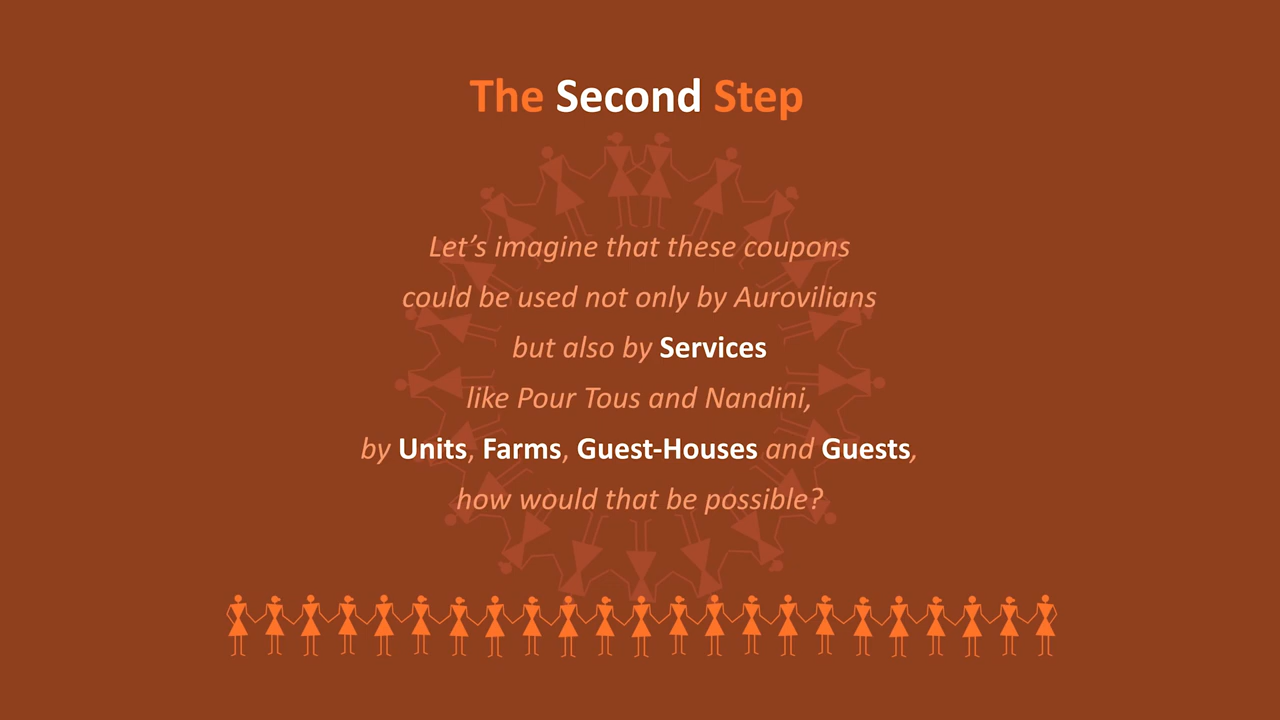 The Second Step
Let’s imagine that these coupons
could be used not only by Aurovilians
but also by Services
like Pour Tous and Nandini,
by Units, Farms, Guest-Houses and Guests,
how would that be possible?